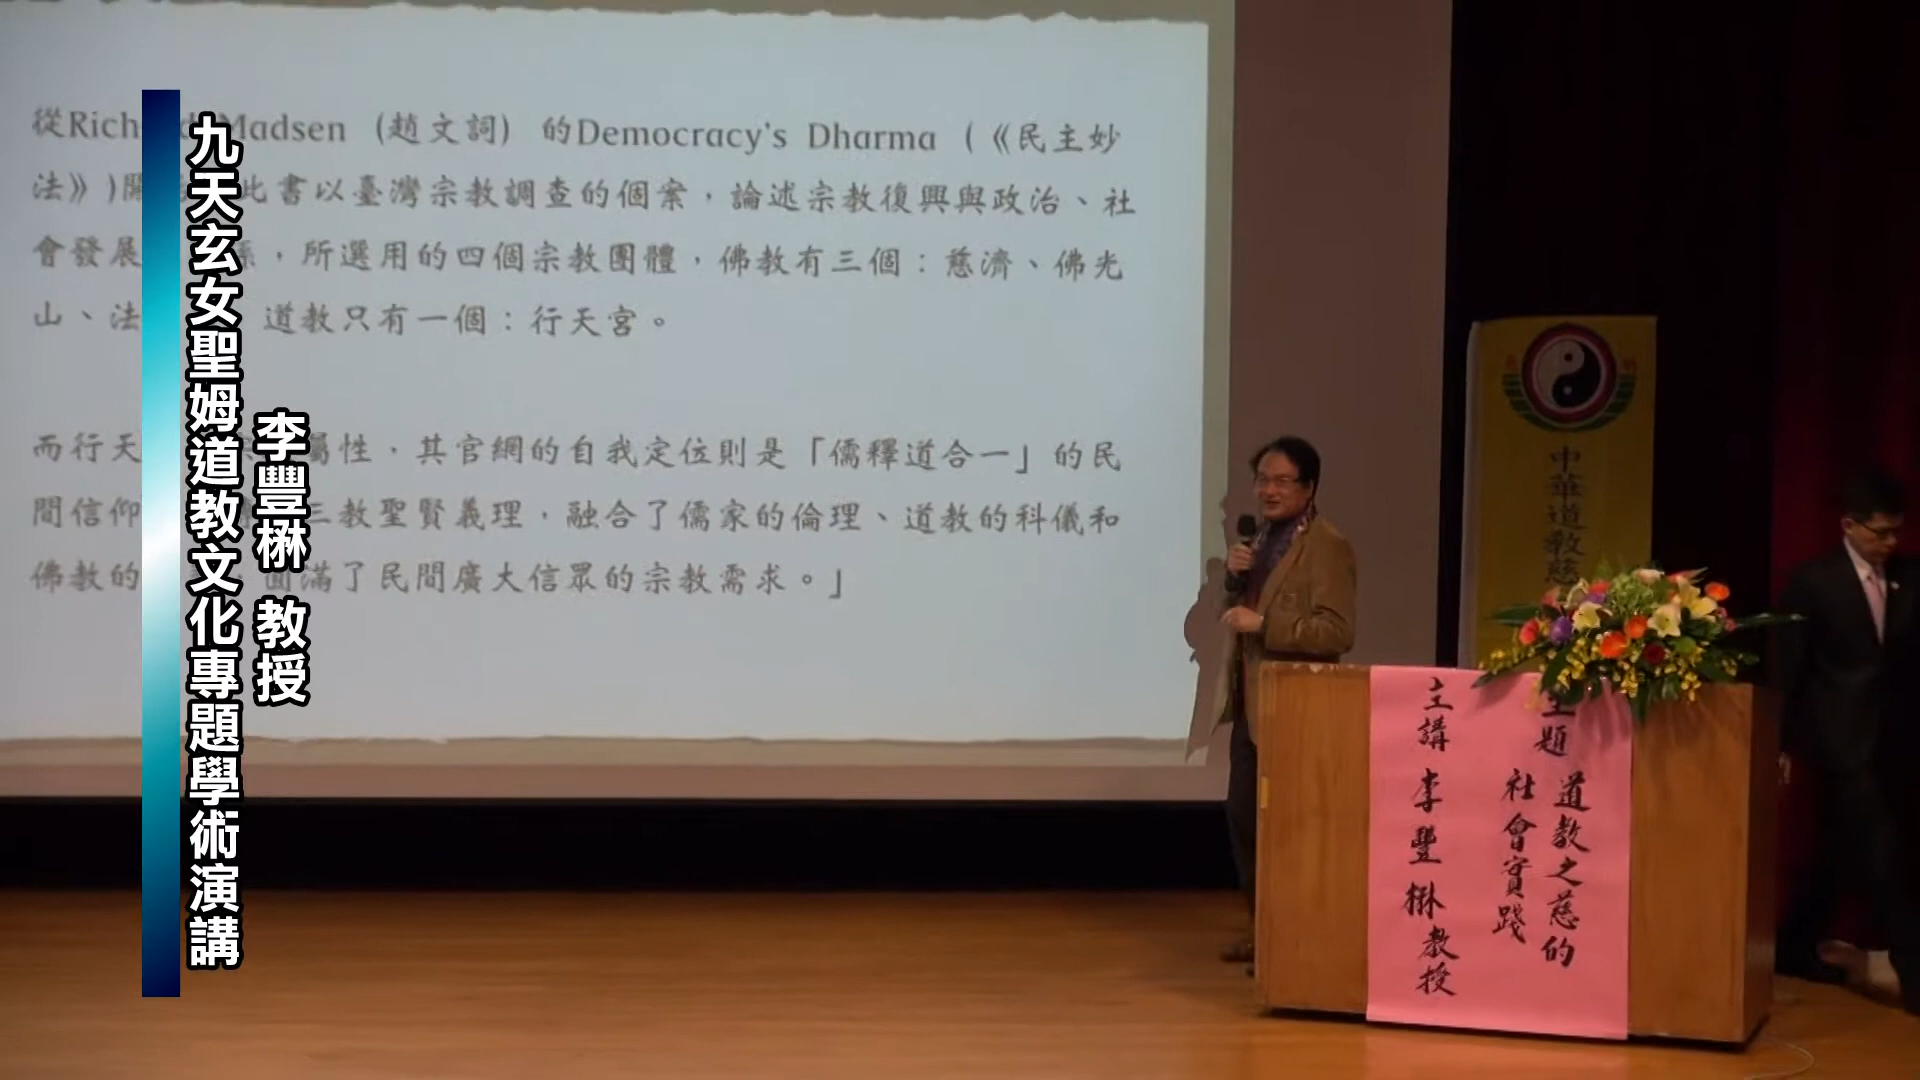 從Rich Madsen (趙文詞) 的Democracy's Dharma (《民主妙
法》)開 此書以臺灣宗教調查的個案，論述宗教復興與政治、社
會發展 係，所選用的四個宗教團體，佛教有三個：慈濟、佛光
山、法 道教只有一個：行天宮。
而行天 屬性，其官網的自我定位則是「儒釋道合一」的民
間信仰 三教聖賢義理，融合了儒家的倫理、道教的科儀和
佛教的 ，圓滿了民間廣大信眾的宗教需求。」
九天玄女聖姆道教文化專題學術演講
李豐楙 教授
中華道教慈
主題
道教之慈的
社會實踐
主講 李豐楙教授